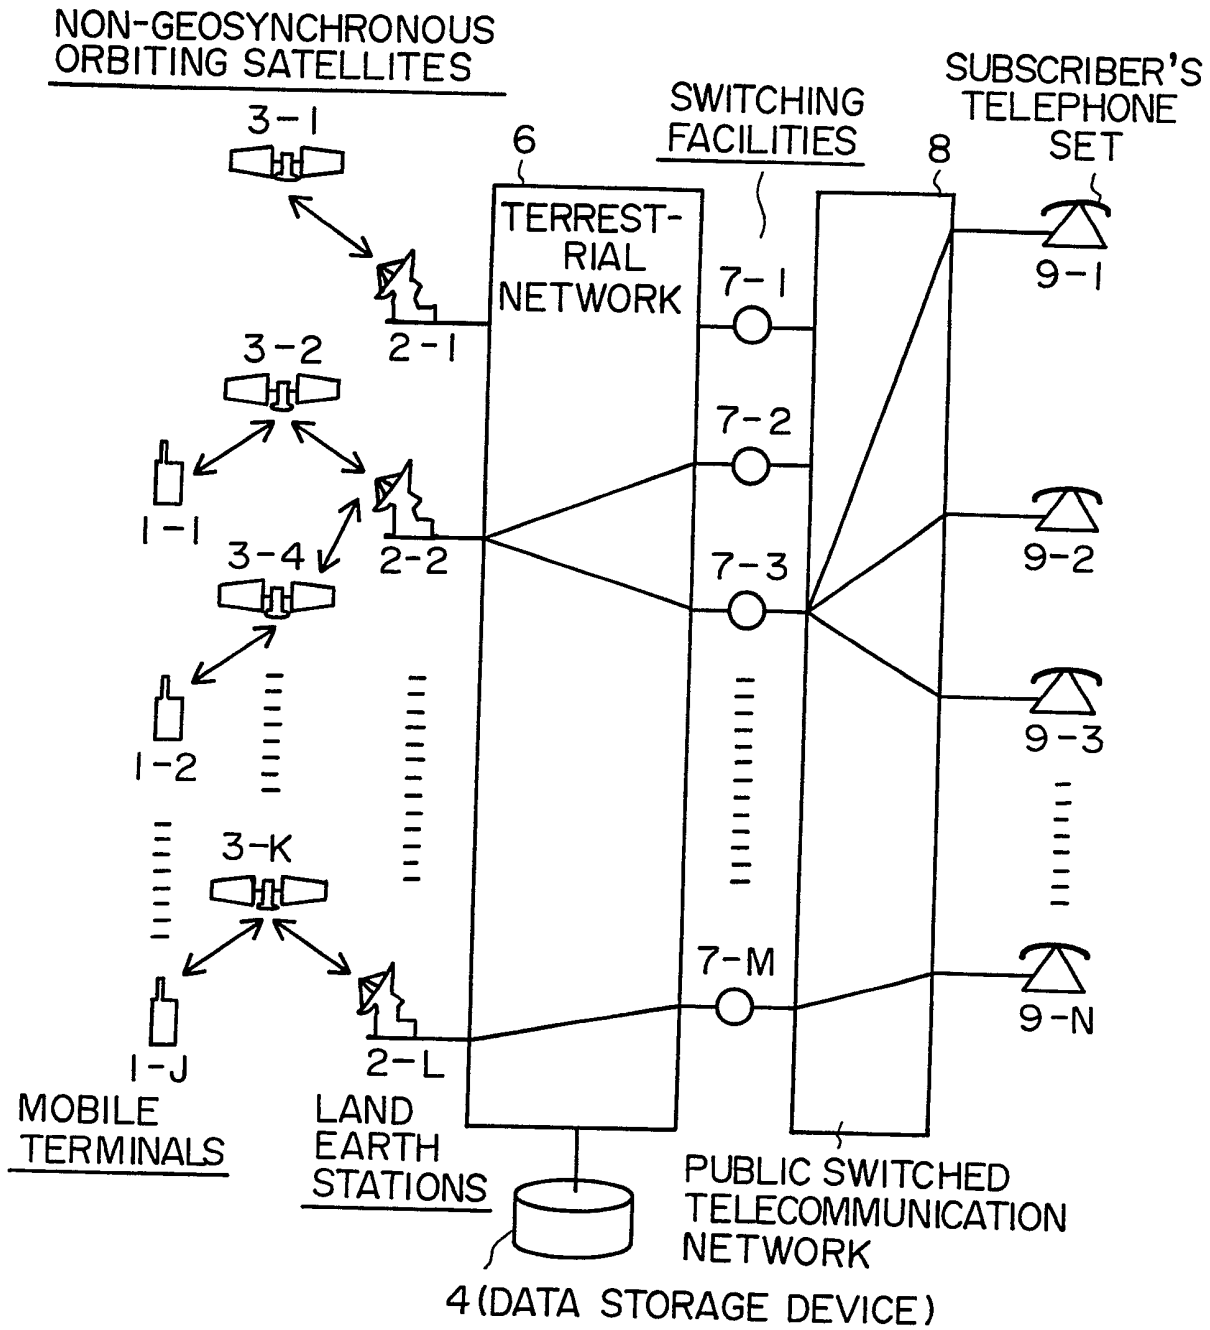 NON-GEOSYNCHRONOUS
ORBITING SATELLITES
3-1
6
SWITCHING
FACILITIES
8
SUBSCRIBER'S
TELEPHONE
SET
TERREST-
RIAL
NETWORK
7-1
9-1
2-1
3-2
7-2
1-1
3-4
2-2
7-3
9-2
1-2
9-3
3-K
7-M
9-N
1-J
2-L
MOBILE
TERMINALS
LAND
EARTH
STATIONS
PUBLIC SWITCHED
TELECOMMUNICATION
NETWORK
4 (DATA STORAGE DEVICE)